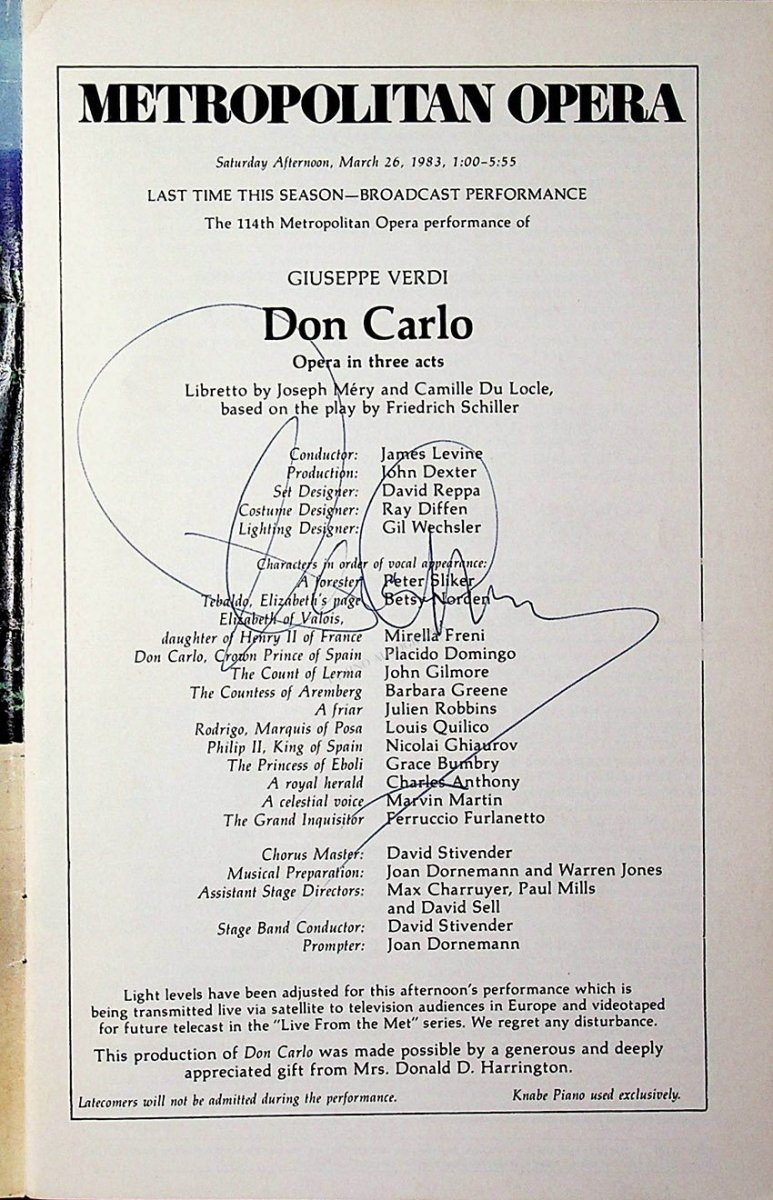 METROPOLITAN OPERA
Saturday Afternoon, March 26, 1983, 1:00–5:55
LAST TIME THIS SEASON—BROADCAST PERFORMANCE
The 114th Metropolitan Opera performance of
GIUSEPPE VERDI
Don Carlo
Opera in three acts
Libretto by Joseph Méry and Camille Du Locle,
based on the play by Friedrich Schiller
Conductor: James Levine
Production: John Dexter
Set Designer: David Reppa
Costume Designer: Ray Diffen
Lighting Designer: Gil Wechsler
Characters in order of vocal appearance:
A forester Peter Sliker
Tebaldo, Elizabeth's page Betsy Norden
Elizabeth of Valois,
daughter of Henry II of France Mirella Freni
Don Carlo, Crown Prince of Spain Placido Domingo
The Count of Lerma John Gilmore
The Countess of Aremberg Barbara Greene
A friar Julien Robbins
Rodrigo, Marquis of Posa Louis Quilico
Philip II, King of Spain Nicolai Ghiaurov
The Princess of Eboli Grace Bumbry
A royal herald Charles Anthony
A celestial voice Marvin Martin
The Grand Inquisitor Ferruccio Furlanetto
Chorus Master: David Stivender
Musical Preparation: Joan Dornemann and Warren Jones
Assistant Stage Directors: Max Charruyer, Paul Mills
and David Sell
Stage Band Conductor: David Stivender
Prompter: Joan Dornemann
Light levels have been adjusted for this afternoon's performance which is
being transmitted live via satellite to television audiences in Europe and videotaped
for future telecast in the "Live From the Met" series. We regret any disturbance.
This production of Don Carlo was made possible by a generous and deeply
appreciated gift from Mrs. Donald D. Harrington.
Latecomers will not be admitted during the performance. Knabe Piano used exclusively.